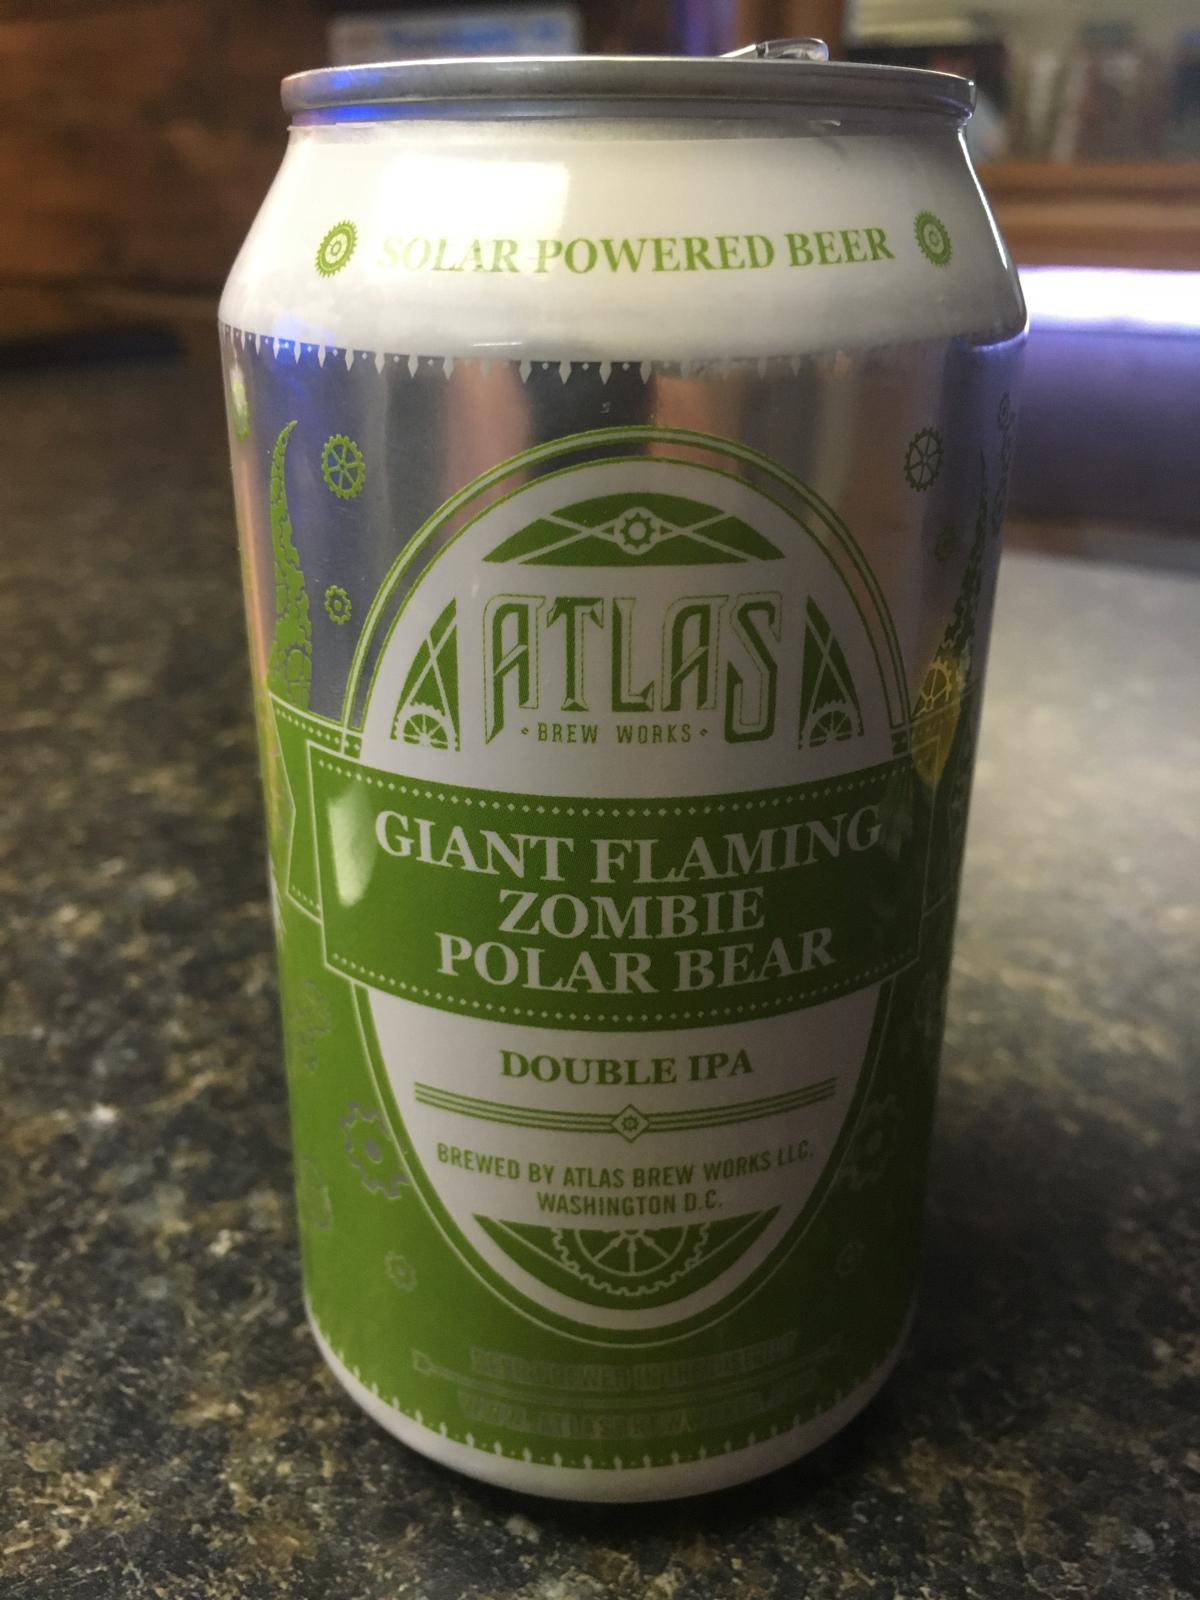 SOLAR POWERED BEER
ATLAS
• BREW WORKS •
GIANT FLAMING
ZOMBIE
POLAR BEAR
DOUBLE IPA
BREWED BY ATLAS BREW WORKS LLC.
WASHINGTON D.C.